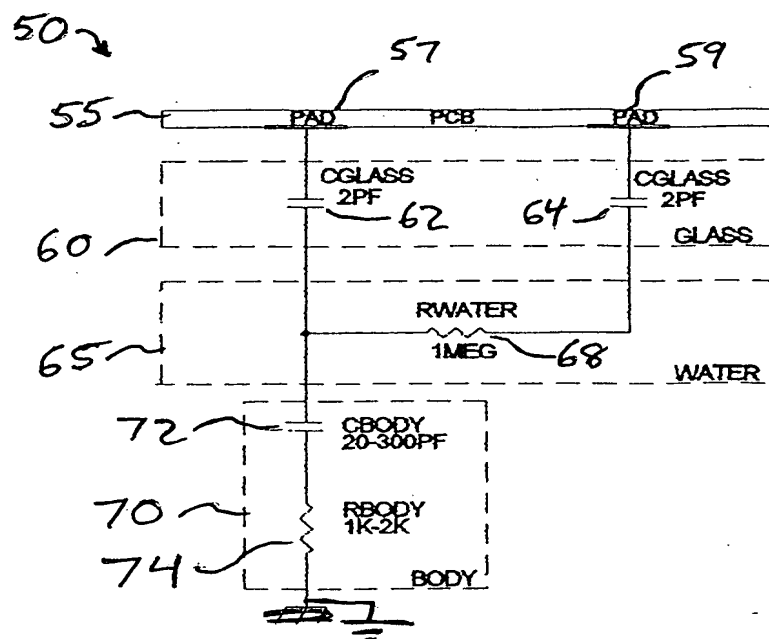 50
57
59
55
PAD PCB PAD
CGLASS
2PF
CGLASS
2PF
62
64
60
GLASS
RWATER
1MEG
68
65
WATER
72
CBODY
20-300PF
70
RBODY
1K-2K
74
BODY